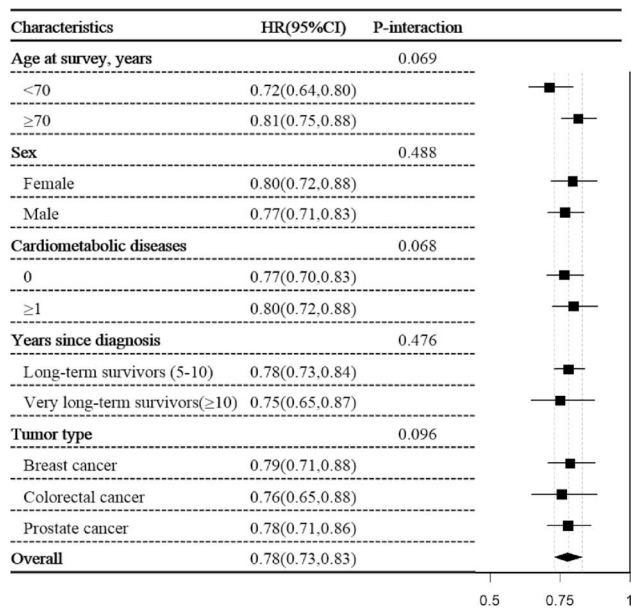 Characteristics HR(95%CI) P-interaction
Age at survey, years 0.069
<70 0.72(0.64,0.80)
≥70 0.81(0.75,0.88)
Sex 0.488
Female 0.80(0.72,0.88)
Male 0.77(0.71,0.83)
Cardiometabolic diseases 0.068
0 0.77(0.70,0.83)
≥1 0.80(0.72,0.88)
Years since diagnosis 0.476
Long-term survivors (5-10) 0.78(0.73,0.84)
Very long-term survivors(≥10) 0.75(0.65,0.87)
Tumor type 0.096
Breast cancer 0.79(0.71,0.88)
Colorectal cancer 0.76(0.65,0.88)
Prostate cancer 0.78(0.71,0.86)
Overall 0.78(0.73,0.83)
0.5 0.75 1